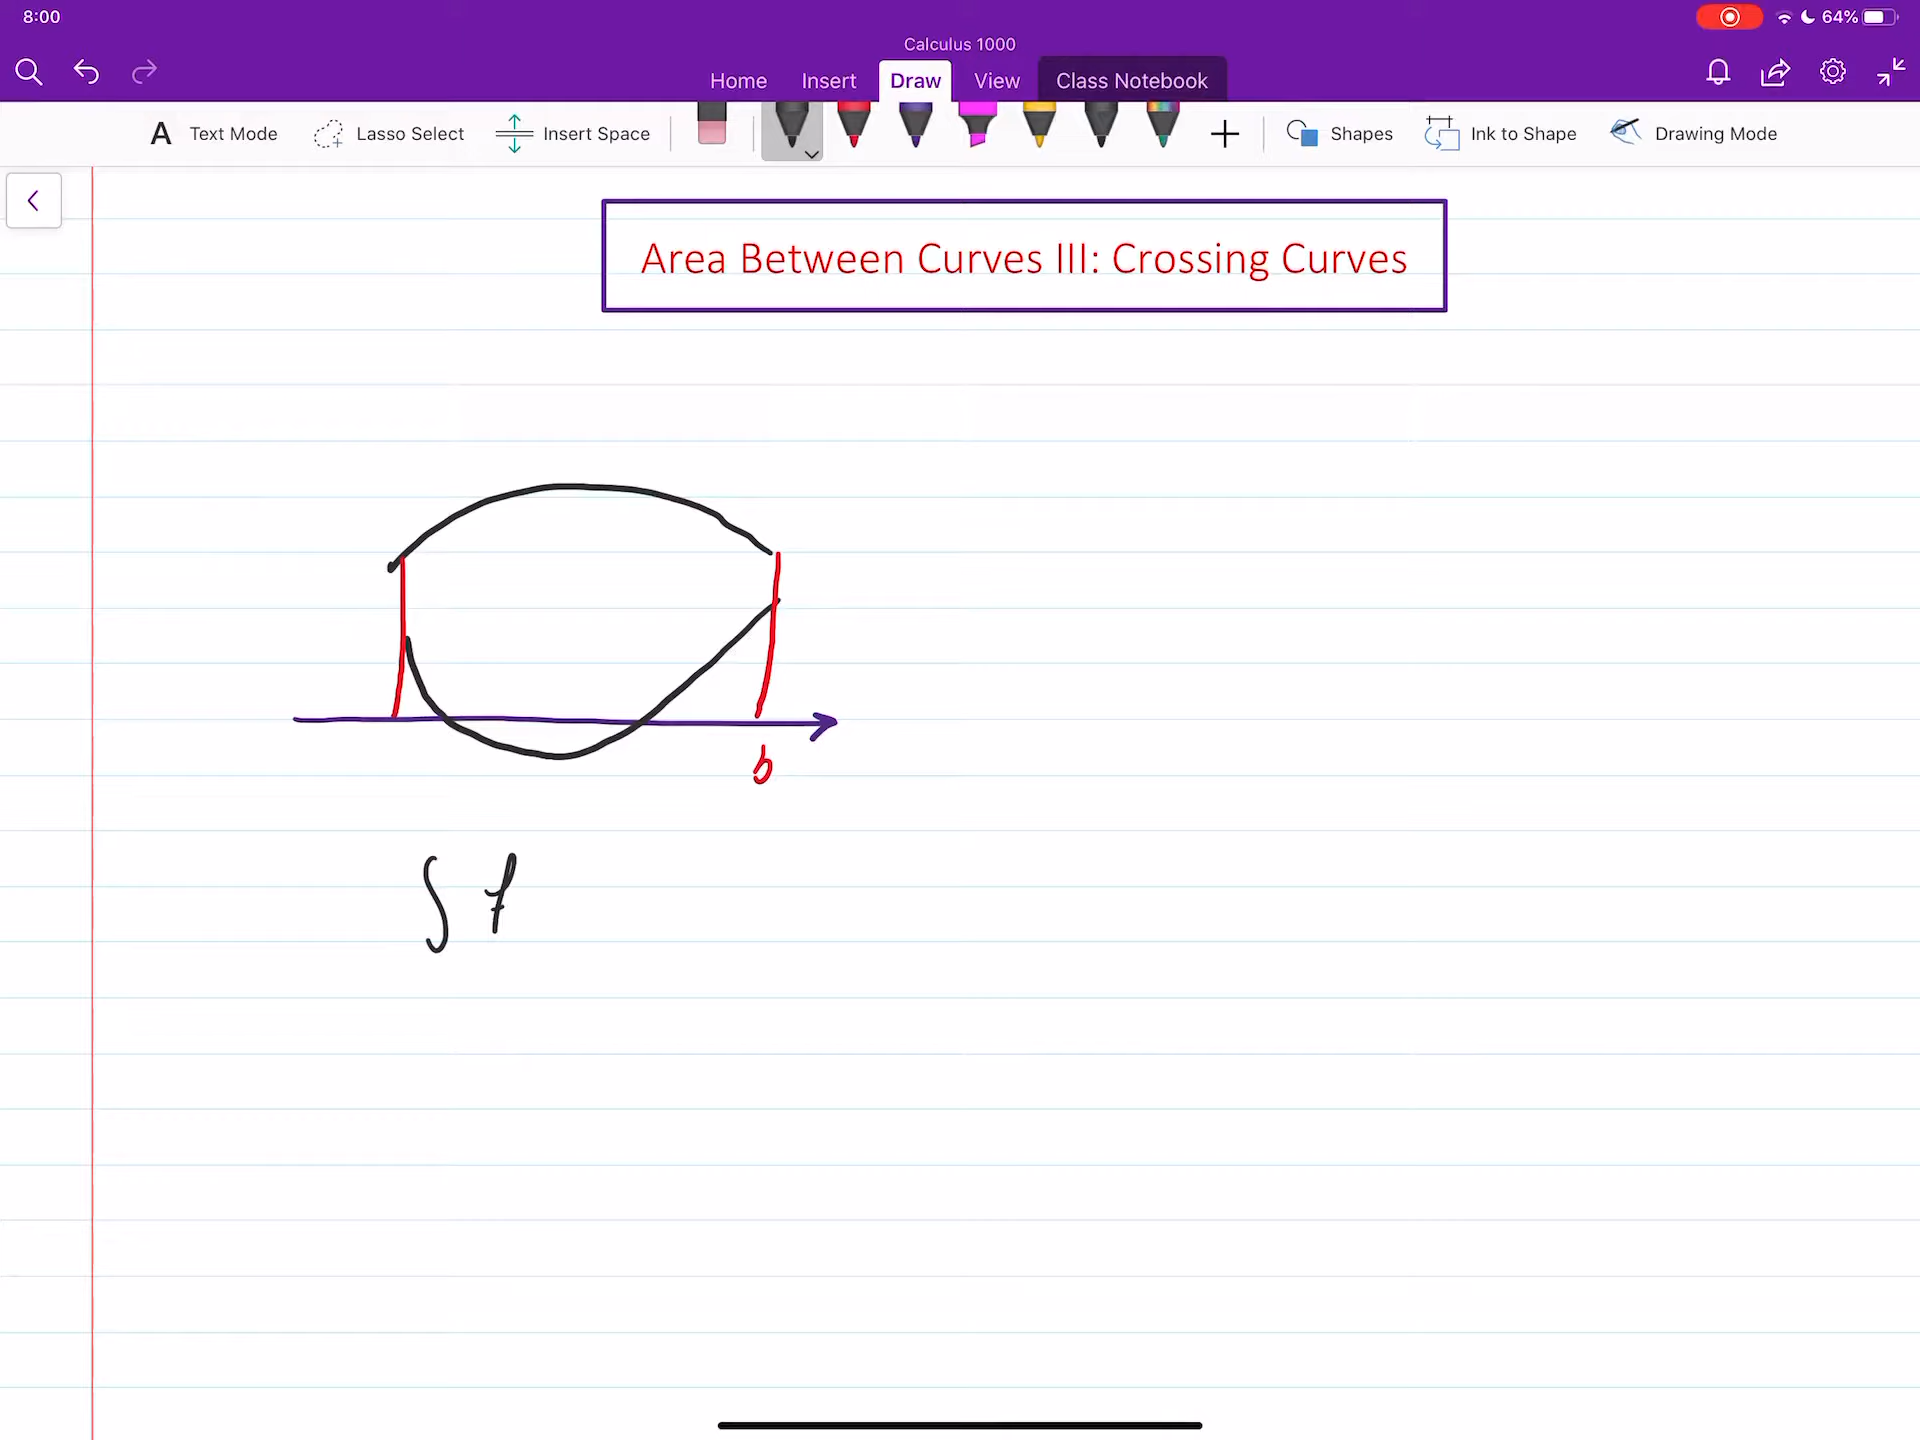 8:00
64%
Calculus 1000
Home Insert Draw View Class Notebook
A Text Mode Lasso Select Insert Space Shapes Ink to Shape Drawing Mode
Area Between Curves III: Crossing Curves
b
∫ f